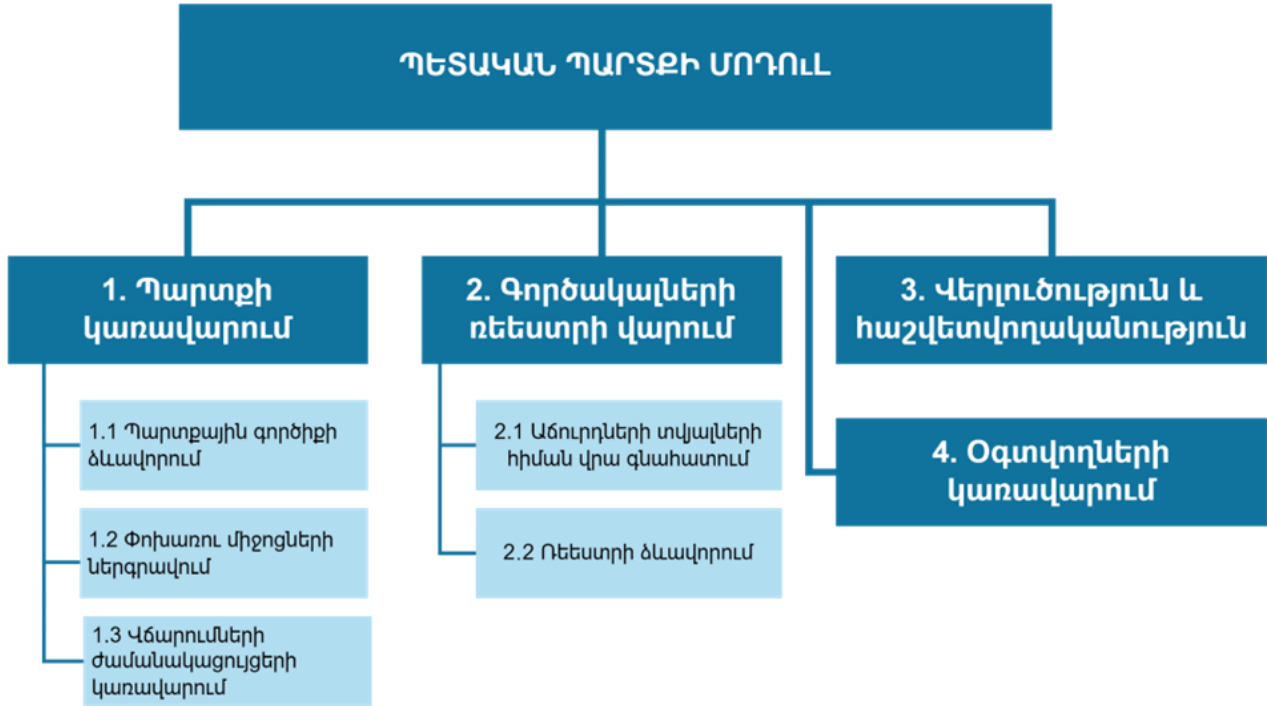 ՊԵՏԱԿԱՆ ՊԱՐՏՔԻ ՄՈԴՈւԼ
1. Պարտքի
կառավարում
1.1 Պարտքային գործիքի
ձևավորում
1.2 Փոխառու միջոցների
ներգրավում
1.3 Վճարումների
ժամանակացույցերի
կառավարում
2. Գործակալների
ռեեստրի վարում
2.1 Աճուրդների տվյալների
հիման վրա գնահատում
2.2 Ռեեստրի ձևավորում
3. Վերլուծություն և
հաշվետվողականություն
4. Օգտվողների
կառավարում